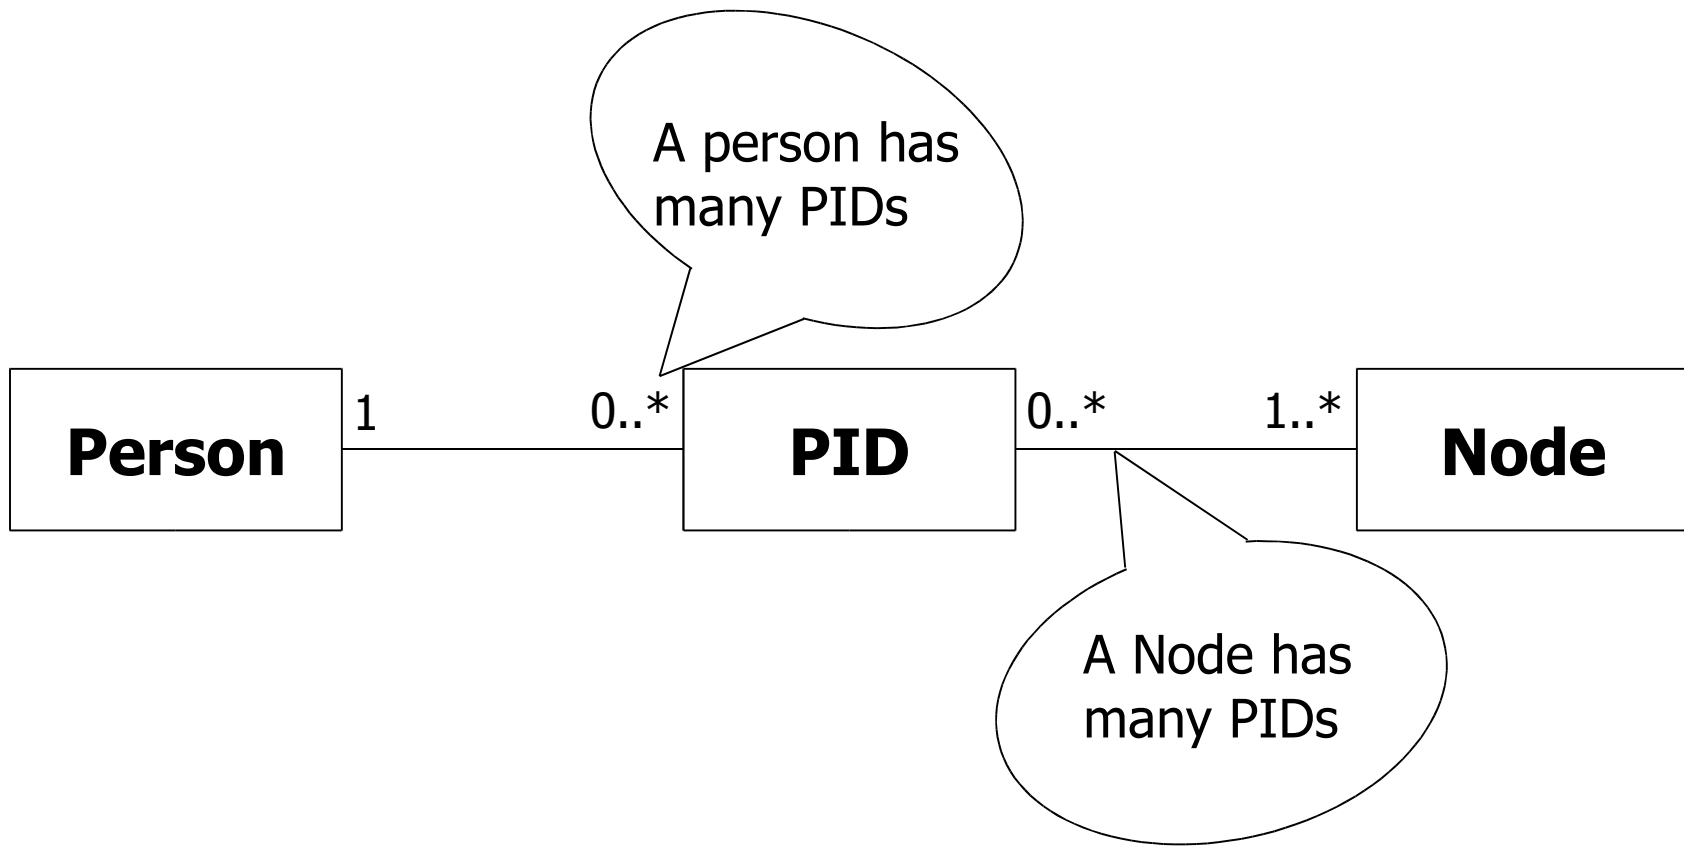 A person has
many PIDs
1
0..*
0..*
1..*
Person
PID
Node
A Node has
many PIDs